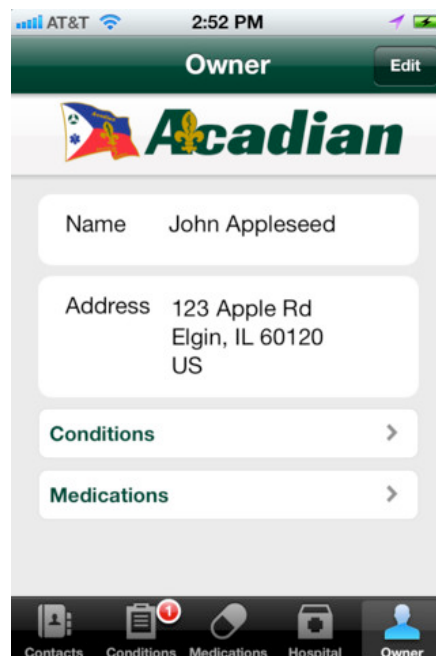 AT&T 2:52 PM
Owner Edit
Acadian
Name John Appleseed
Address 123 Apple Rd
Elgin, IL 60120
US
Conditions
Medications
1
Contacts Conditions Medications Hospital Owner